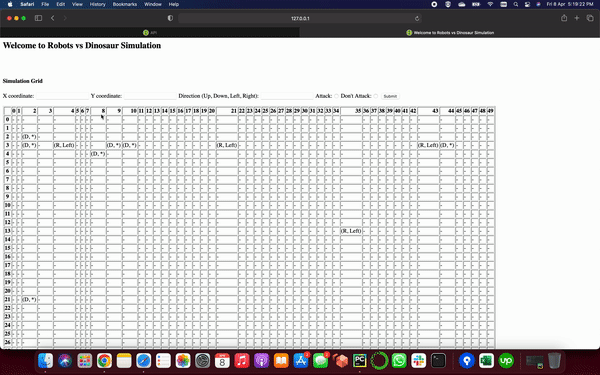 Safari File Edit View History Bookmarks Window Help Fri 8 Apr 5:19:22 PM
127.0.0.1
API Welcome to Robots vs Dinosaur Simulation
Welcome to Robots vs Dinosaur Simulation
Simulation Grid
X coordinate: Y coordinate: Direction (Up, Down, Left, Right): Attack: Don't Attack: Submit
0 1 2 3 4 5 6 7 8 9 10 11 12 13 14 15 16 17 18 19 20 21 22 23 24 25 26 27 28 29 30 31 32 33 34 35 36 37 38 39 40 41 42 43 44 45 46 47 48 49
0
1
2 (D, *)
3 (D, *) (R, Left) (D, *) (D, *) (R, Left) (R, Left) (D, *)
4 (D, *)
5
6
7
8
9
10
11
12
13 (R, Left)
14
15
16
17
18
19
20
21 (D, *)
22
23
24
25
26